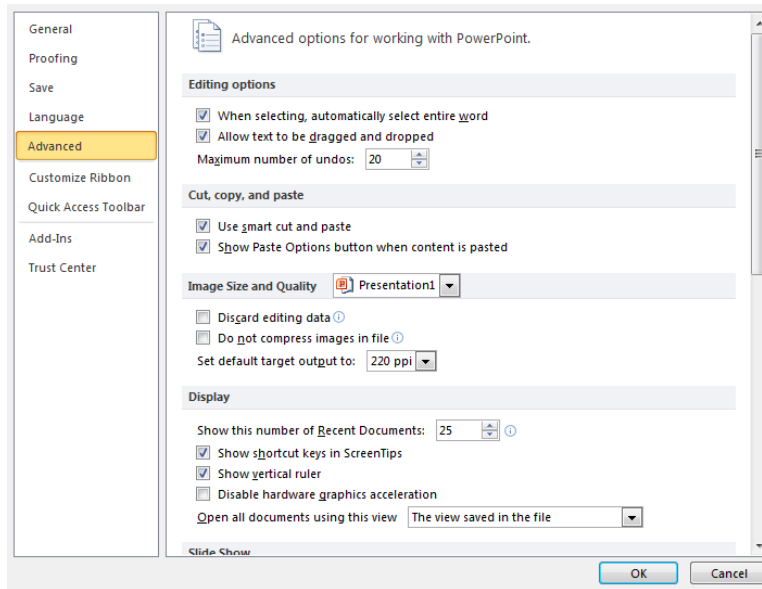 General
Proofing
Save
Language
Advanced
Customize Ribbon
Quick Access Toolbar
Add-Ins
Trust Center
Advanced options for working with PowerPoint.
Editing options
When selecting, automatically select entire word
Allow text to be dragged and dropped
Maximum number of undos: 20
Cut, copy, and paste
Use smart cut and paste
Show Paste Options button when content is pasted
Image Size and Quality Presentation1
Discard editing data
Do not compress images in file
Set default target output to: 220 ppi
Display
Show this number of Recent Documents: 25
Show shortcut keys in ScreenTips
Show vertical ruler
Disable hardware graphics acceleration
Open all documents using this view The view saved in the file
Slide Show
OK Cancel